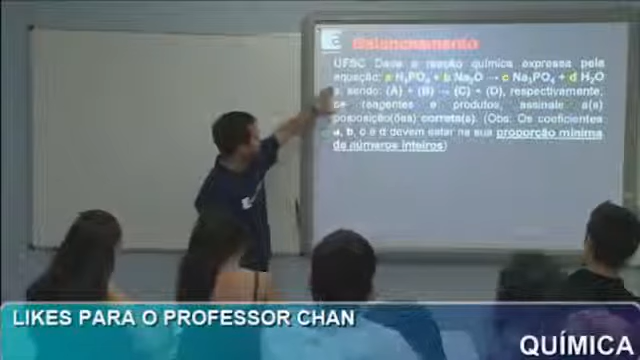 Balanceamento
UFSC Dada a reação química expressa pela
equação: a H₃PO₄ + b Na₂O → c Na₃PO₄ + d H₂O
e, sendo: (A) + (B) → (C) + (D), respectivamente,
os reagentes e produtos, assinale a(s)
proposição(ões) correta(s). (Obs: Os coeficientes
a, b, c e d devem estar na sua proporção mínima
de números inteiros)
LIKES PARA O PROFESSOR CHAN
QUÍMICA